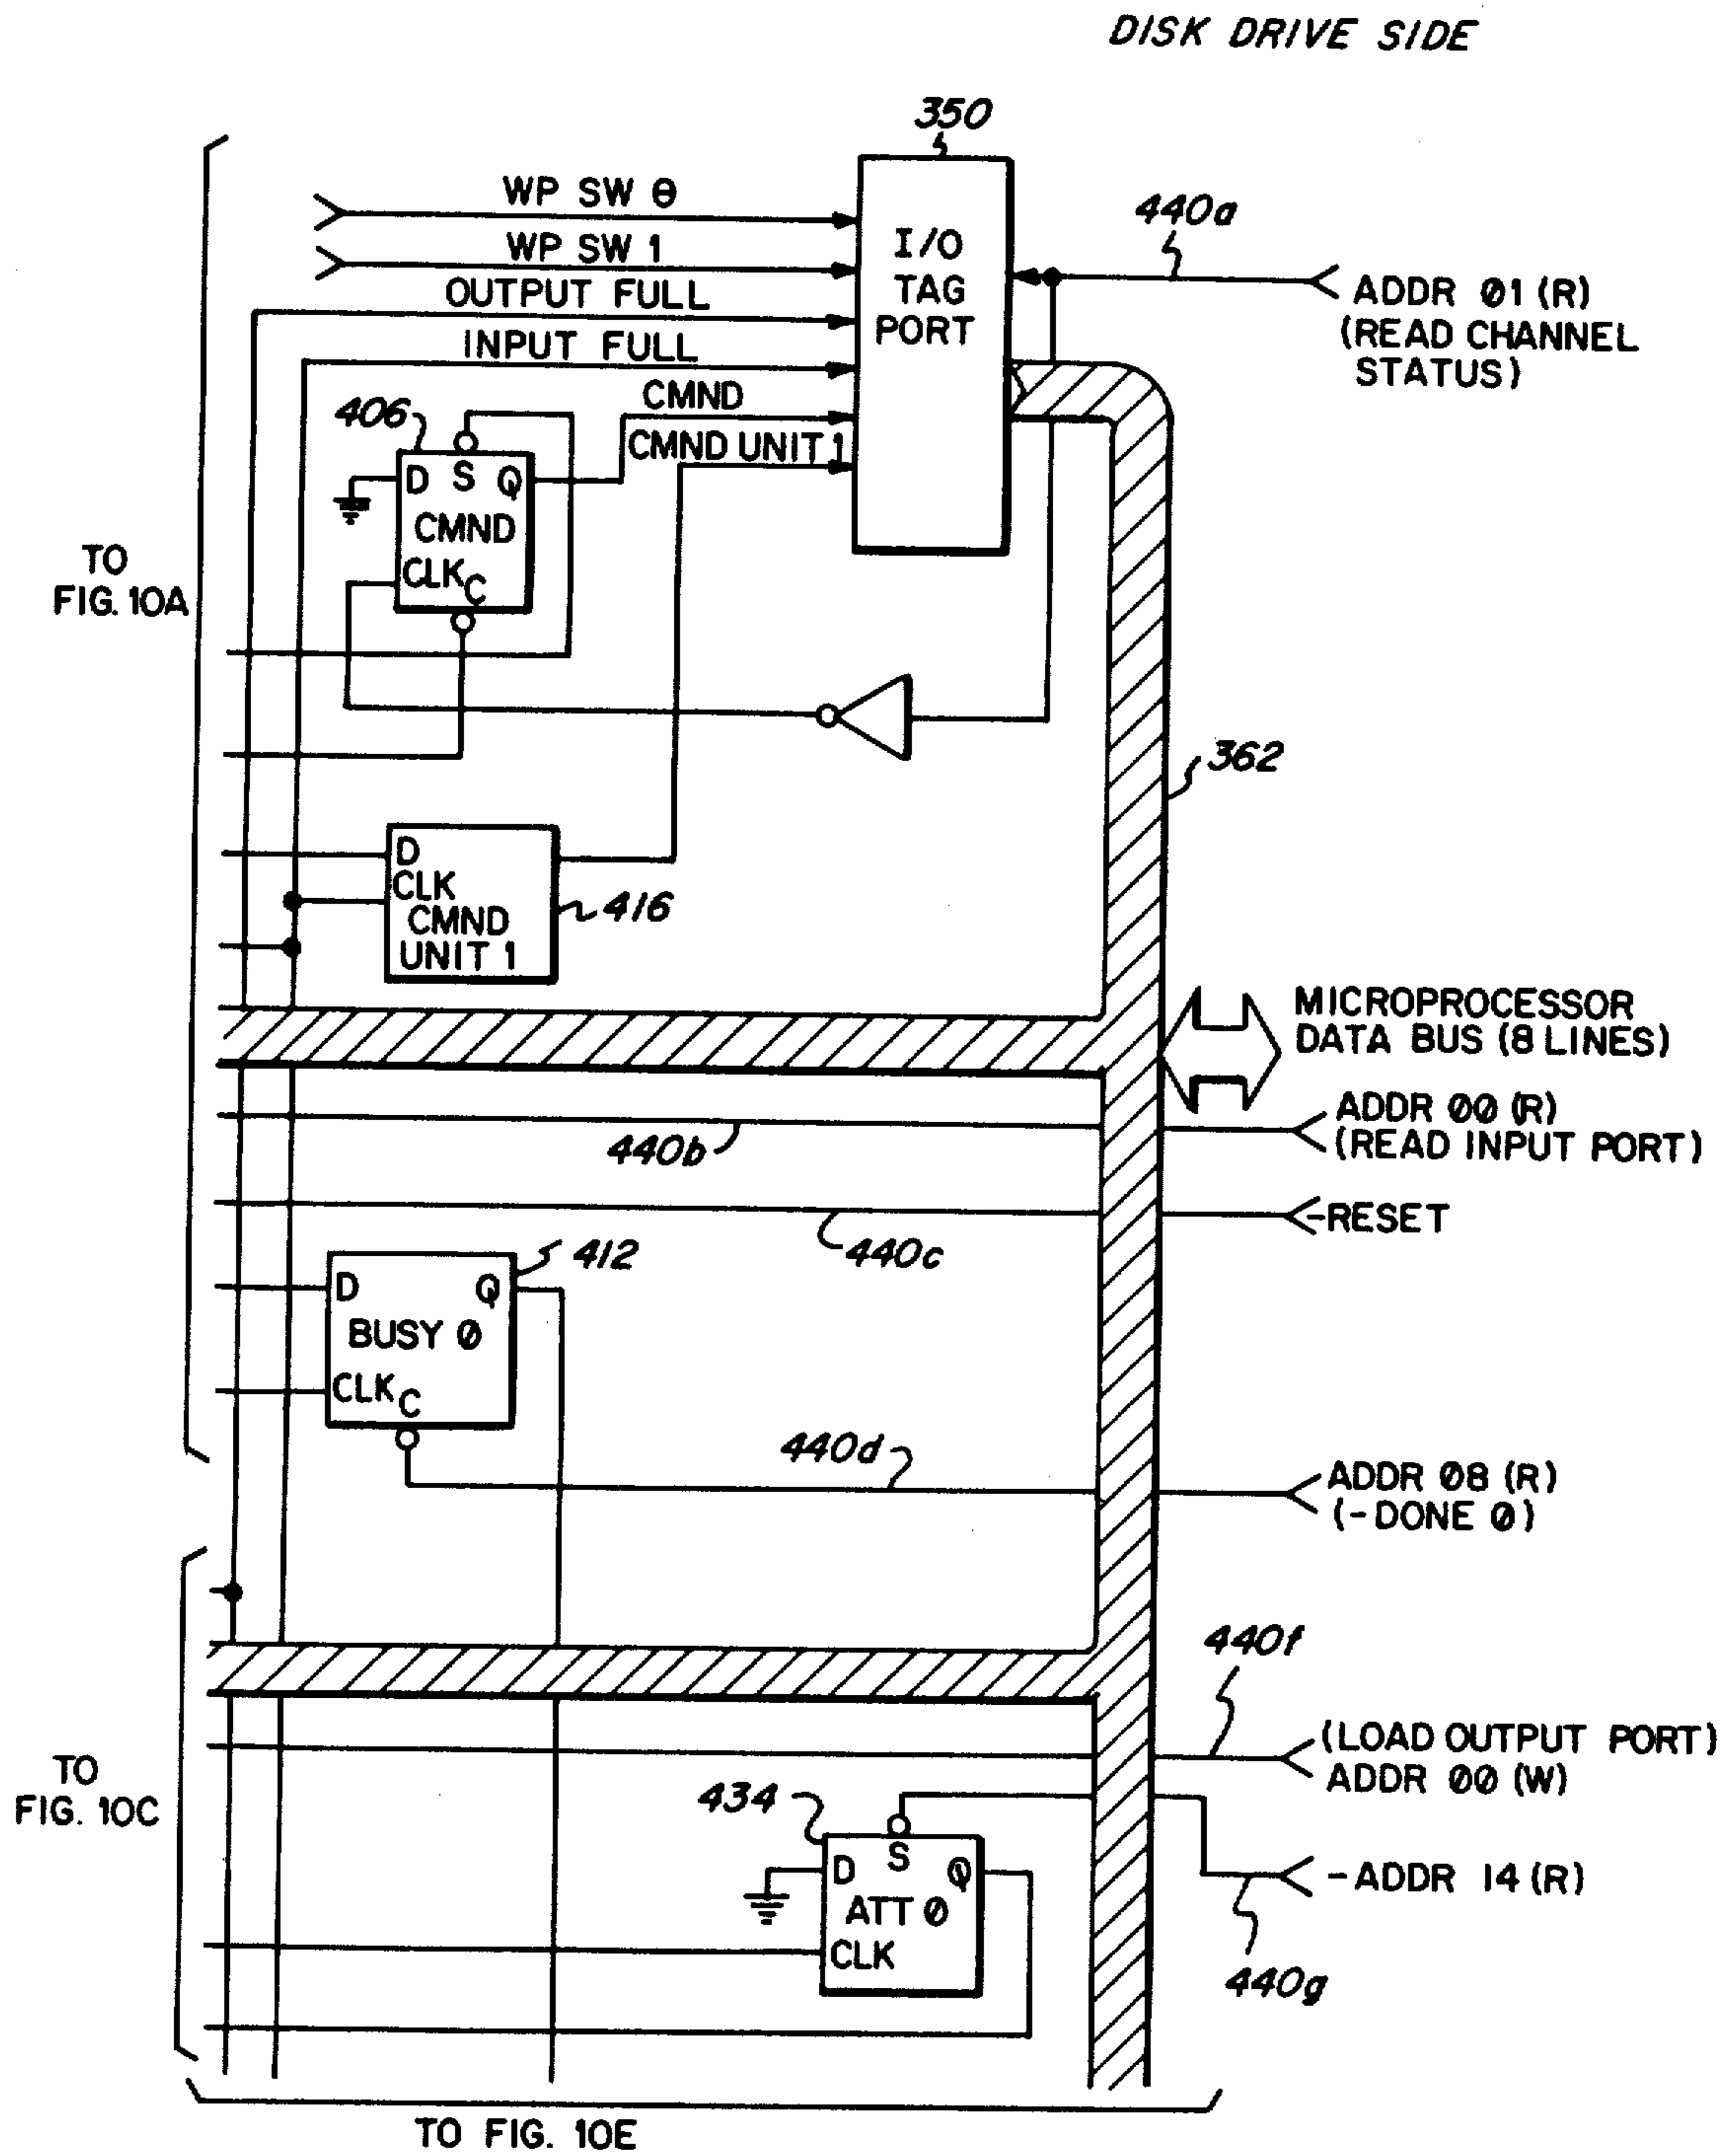 DISK DRIVE SIDE
350
WP SW 0
WP SW 1
OUTPUT FULL
INPUT FULL
CMND
CMND UNIT 1
I/O
TAG
PORT
440a
ADDR 01 (R)
(READ CHANNEL
STATUS)
406
D S Q
CMND
CLK C
TO
FIG. 10A
362
D
CLK
CMND
UNIT 1
416
MICROPROCESSOR
DATA BUS (8 LINES)
ADDR 00 (R)
(READ INPUT PORT)
440b
-RESET
440c
412
D Q
BUSY 0
CLK C
440d
ADDR 08 (R)
(-DONE 0)
440f
(LOAD OUTPUT PORT)
ADDR 00 (W)
TO
FIG. 10C
434
D S Q
ATT 0
CLK
-ADDR 14 (R)
440g
TO FIG. 10E